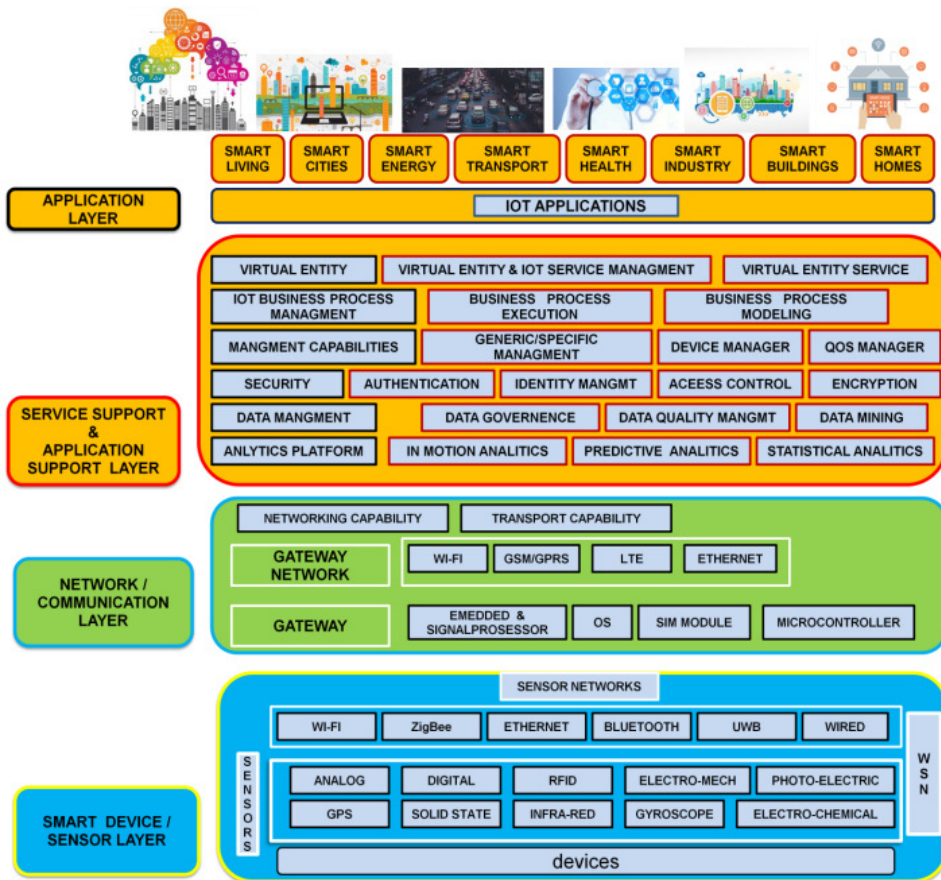 SMART LIVING
SMART CITIES
SMART ENERGY
SMART TRANSPORT
SMART HEALTH
SMART INDUSTRY
SMART BUILDINGS
SMART HOMES
APPLICATION LAYER
IOT APPLICATIONS
VIRTUAL ENTITY
VIRTUAL ENTITY & IOT SERVICE MANAGMENT
VIRTUAL ENTITY SERVICE
IOT BUSINESS PROCESS MANAGMENT
BUSINESS PROCESS EXECUTION
BUSINESS PROCESS MODELING
MANGMENT CAPABILITIES
GENERIC/SPECIFIC MANAGMENT
DEVICE MANAGER
QOS MANAGER
SECURITY
AUTHENTICATION
IDENTITY MANGMT
ACEESS CONTROL
ENCRYPTION
SERVICE SUPPORT & APPLICATION SUPPORT LAYER
DATA MANGMENT
DATA GOVERNENCE
DATA QUALITY MANGMT
DATA MINING
ANLYTICS PLATFORM
IN MOTION ANALITICS
PREDICTIVE ANALITICS
STATISTICAL ANALITICS
NETWORKING CAPABILITY
TRANSPORT CAPABILITY
NETWORK / COMMUNICATION LAYER
GATEWAY NETWORK
WI-FI
GSM/GPRS
LTE
ETHERNET
GATEWAY
EMEDDED & SIGNALPROSESSOR
OS
SIM MODULE
MICROCONTROLLER
SENSOR NETWORKS
WI-FI
ZigBee
ETHERNET
BLUETOOTH
UWB
WIRED
SENSORS
WSN
ANALOG
DIGITAL
RFID
ELECTRO-MECH
PHOTO-ELECTRIC
SMART DEVICE / SENSOR LAYER
GPS
SOLID STATE
INFRA-RED
GYROSCOPE
ELECTRO-CHEMICAL
devices